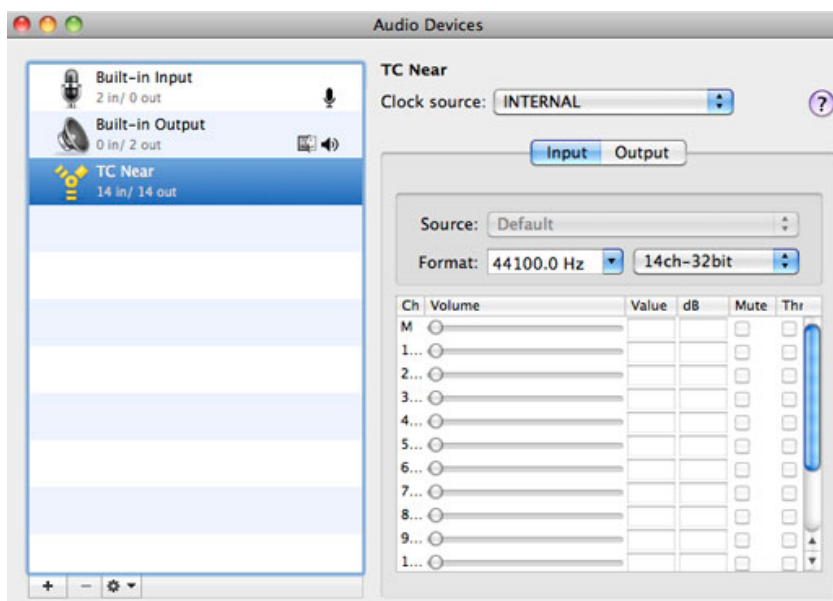 Audio Devices
Built-in Input
2 in/ 0 out
Built-in Output
0 in/ 2 out
TC Near
14 in/ 14 out
TC Near
Clock source: INTERNAL
?
Input Output
Source: Default
Format: 44100.0 Hz 14ch-32bit
Ch Volume Value dB Mute Thr
M
1...
2...
3...
4...
5...
6...
7...
8...
9...
1...
+ -